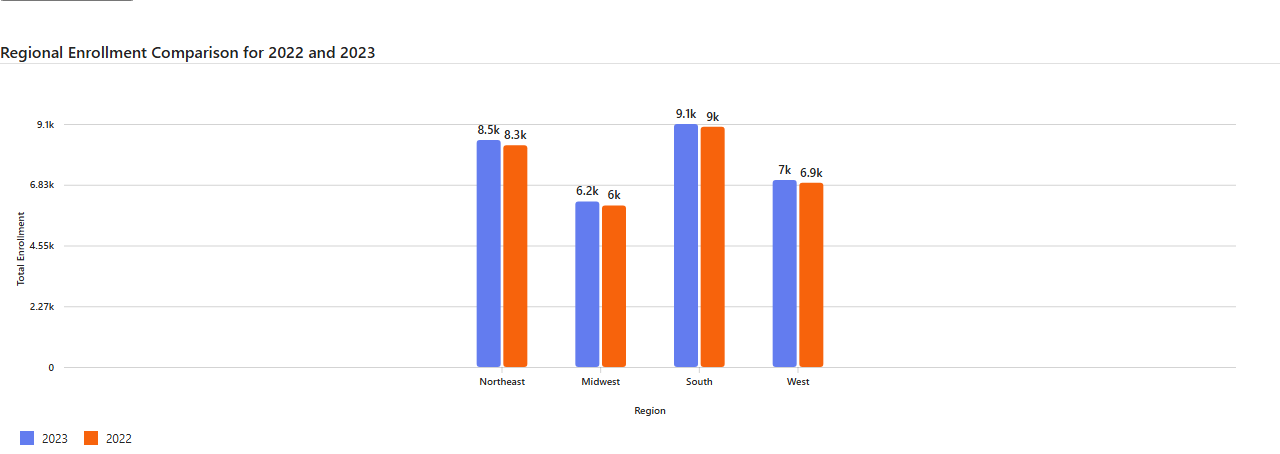 Regional Enrollment Comparison for 2022 and 2023
9.1k
6.83k
4.55k
2.27k
0
Total Enrollment
8.5k 8.3k
6.2k 6k
9.1k 9k
7k 6.9k
Northeast Midwest South West
Region
2023 2022